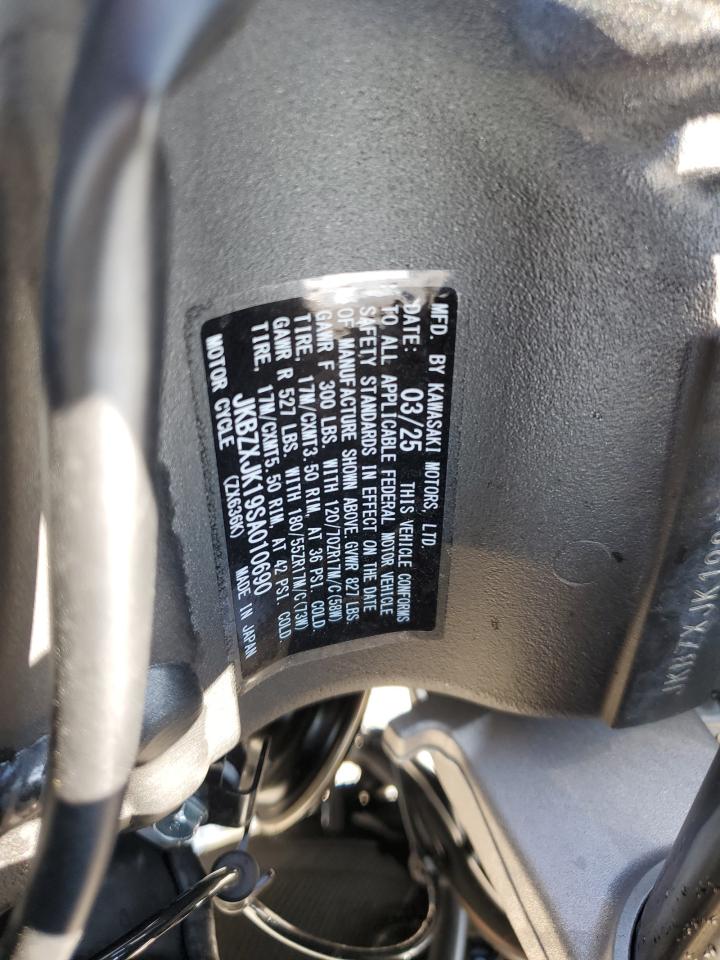 MFD. BY KAWASAKI MOTORS, LTD.
DATE: 03/25 THIS VEHICLE CONFORMS
TO ALL APPLICABLE FEDERAL MOTOR VEHICLE
SAFETY STANDARDS IN EFFECT ON THE DATE
OF MANUFACTURE SHOWN ABOVE. GVWR 827 LBS.
GAWR F 300 LBS. WITH 120/70ZR17M/C(58W)
TIRE, 17M/CXMT3.50 RIM, AT 36 PSI. COLD.
GAWR R 527 LBS. WITH 180/55ZR17M/C(73W)
TIRE, 17M/CXMT5.50 RIM, AT 42 PSI. COLD
JKBZXJK19SA010690
MOTOR CYCLE (ZX636K) MADE IN JAPAN
JKBZXJK19